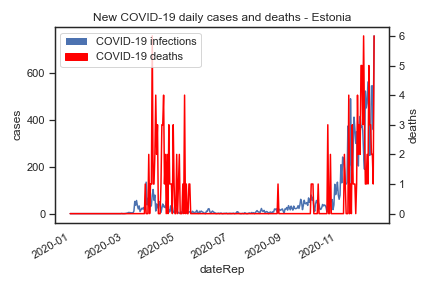 New COVID-19 daily cases and deaths - Estonia
COVID-19 infections
COVID-19 deaths
600
400
200
0
cases
6
5
4
3
2
1
0
deaths
2020-01
2020-03
2020-05
2020-07
2020-09
2020-11
dateRep